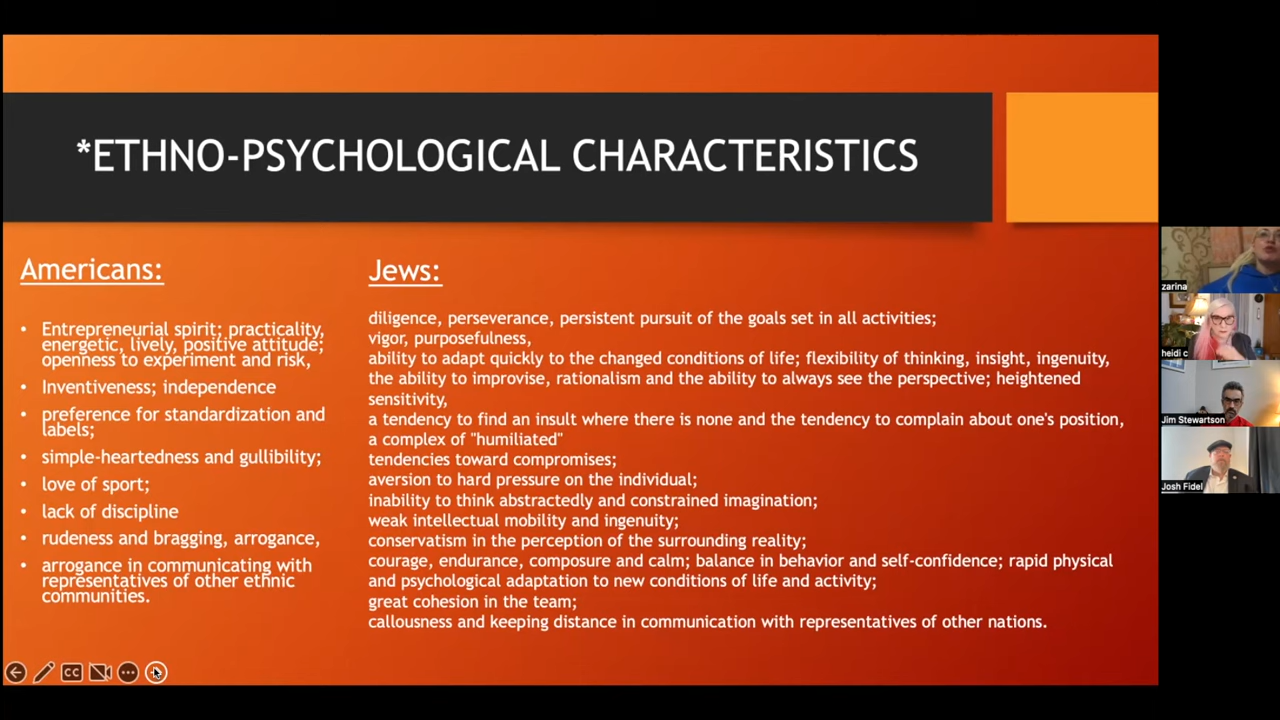 *ETHNO-PSYCHOLOGICAL CHARACTERISTICS
Americans:
• Entrepreneurial spirit; practicality,
energetic, lively, positive attitude;
openness to experiment and risk,
• Inventiveness; independence
• preference for standardization and
labels;
• simple-heartedness and gullibility;
• love of sport;
• lack of discipline
• rudeness and bragging, arrogance,
• arrogance in communicating with
representatives of other ethnic
communities.
Jews:
diligence, perseverance, persistent pursuit of the goals set in all activities;
vigor, purposefulness,
ability to adapt quickly to the changed conditions of life; flexibility of thinking, insight, ingenuity,
the ability to improvise, rationalism and the ability to always see the perspective; heightened
sensitivity,
a tendency to find an insult where there is none and the tendency to complain about one's position,
a complex of "humiliated"
tendencies toward compromises;
aversion to hard pressure on the individual;
inability to think abstractedly and constrained imagination;
weak intellectual mobility and ingenuity;
conservatism in the perception of the surrounding reality;
courage, endurance, composure and calm; balance in behavior and self-confidence; rapid physical
and psychological adaptation to new conditions of life and activity;
great cohesion in the team;
callousness and keeping distance in communication with representatives of other nations.
CC
zarina
heidi c
Jim Stewartson
Josh Fidel